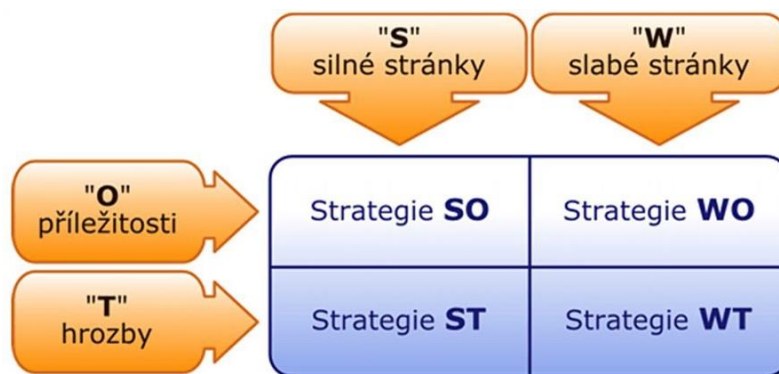 "S"
silné stránky
"W"
slabé stránky
"O"
příležitosti
Strategie SO
Strategie WO
"T"
hrozby
Strategie ST
Strategie WT